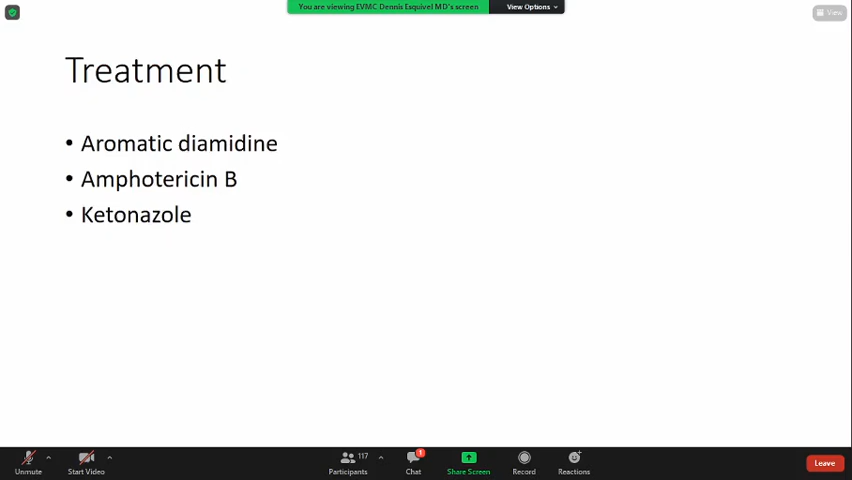 You are viewing EVMC Dennis Esquivel MD's screen
View Options
View
Treatment
• Aromatic diamidine
• Amphotericin B
• Ketonazole
117
1
Unmute
Start Video
Participants
Chat
Share Screen
Record
Reactions
Leave